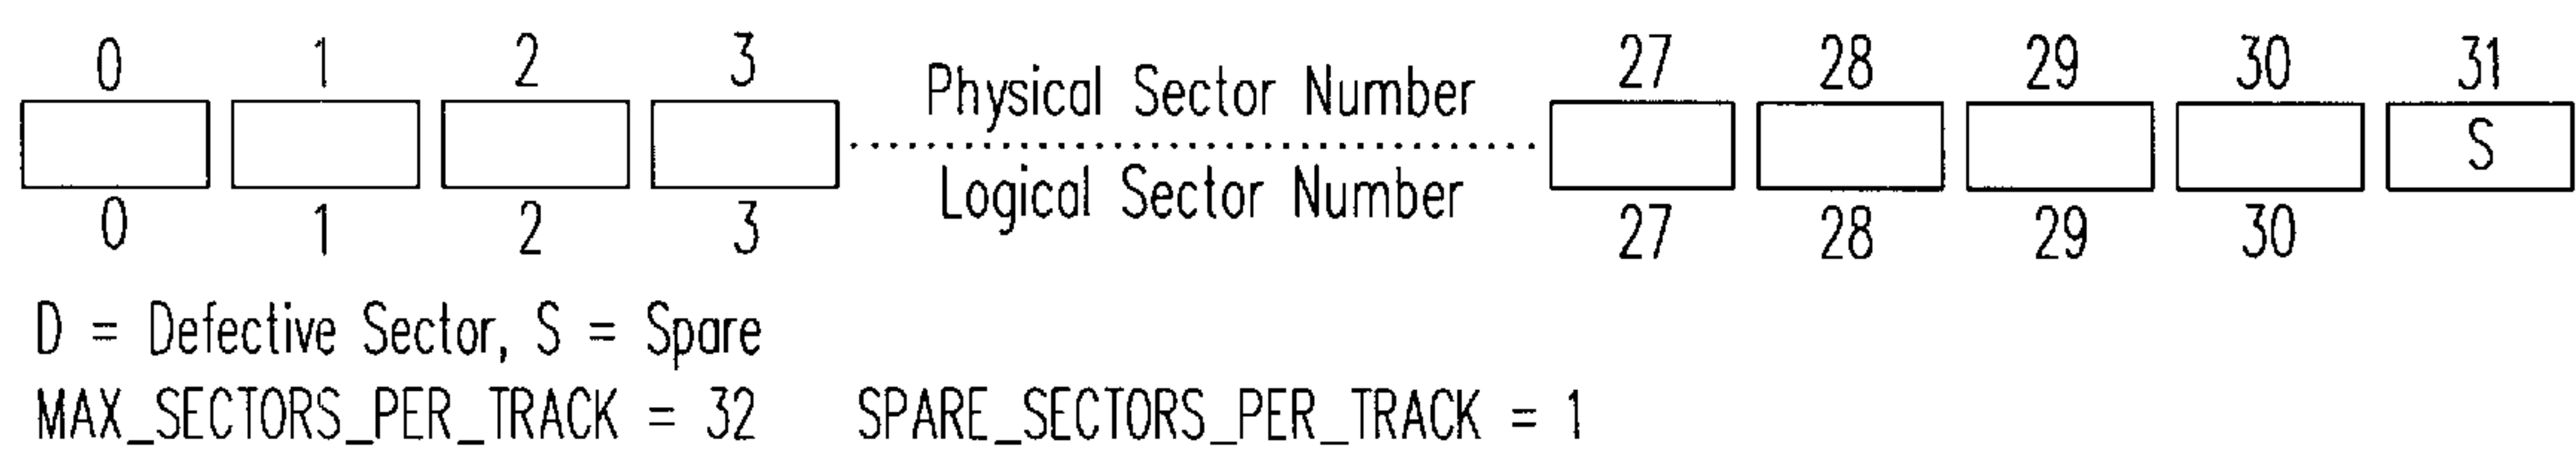 0 1 2 3 27 28 29 30 31
Physical Sector Number
S
Logical Sector Number
0 1 2 3 27 28 29 30
D = Defective Sector, S = Spare
MAX_SECTORS_PER_TRACK = 32 SPARE_SECTORS_PER_TRACK = 1